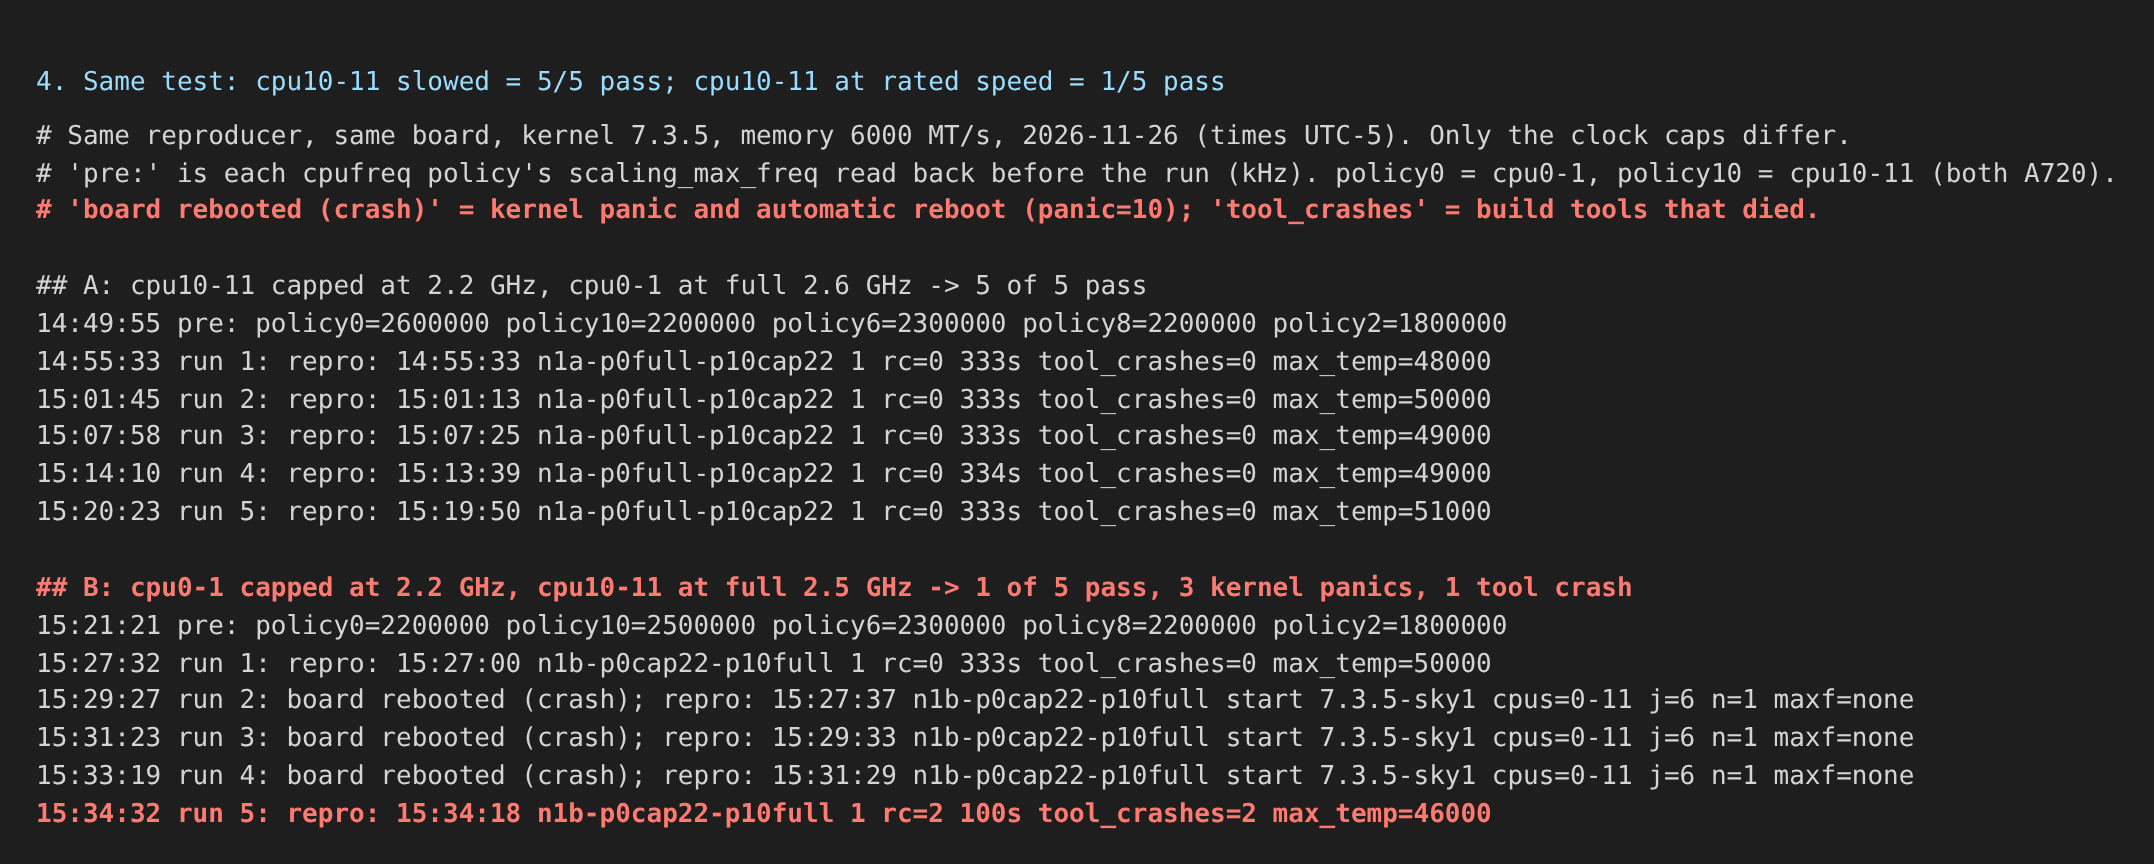 4. Same test: cpu10-11 slowed = 5/5 pass; cpu10-11 at rated speed = 1/5 pass
# Same reproducer, same board, kernel 7.3.5, memory 6000 MT/s, 2026-11-26 (times UTC-5). Only the clock caps differ.
# 'pre:' is each cpufreq policy's scaling_max_freq read back before the run (kHz). policy0 = cpu0-1, policy10 = cpu10-11 (both A720).
# 'board rebooted (crash)' = kernel panic and automatic reboot (panic=10); 'tool_crashes' = build tools that died.
## A: cpu10-11 capped at 2.2 GHz, cpu0-1 at full 2.6 GHz -> 5 of 5 pass
14:49:55 pre: policy0=2600000 policy10=2200000 policy6=2300000 policy8=2200000 policy2=1800000
14:55:33 run 1: repro: 14:55:33 n1a-p0full-p10cap22 1 rc=0 333s tool_crashes=0 max_temp=48000
15:01:45 run 2: repro: 15:01:13 n1a-p0full-p10cap22 1 rc=0 333s tool_crashes=0 max_temp=50000
15:07:58 run 3: repro: 15:07:25 n1a-p0full-p10cap22 1 rc=0 333s tool_crashes=0 max_temp=49000
15:14:10 run 4: repro: 15:13:39 n1a-p0full-p10cap22 1 rc=0 334s tool_crashes=0 max_temp=49000
15:20:23 run 5: repro: 15:19:50 n1a-p0full-p10cap22 1 rc=0 333s tool_crashes=0 max_temp=51000
## B: cpu0-1 capped at 2.2 GHz, cpu10-11 at full 2.5 GHz -> 1 of 5 pass, 3 kernel panics, 1 tool crash
15:21:21 pre: policy0=2200000 policy10=2500000 policy6=2300000 policy8=2200000 policy2=1800000
15:27:32 run 1: repro: 15:27:00 n1b-p0cap22-p10full 1 rc=0 333s tool_crashes=0 max_temp=50000
15:29:27 run 2: board rebooted (crash); repro: 15:27:37 n1b-p0cap22-p10full start 7.3.5-sky1 cpus=0-11 j=6 n=1 maxf=none
15:31:23 run 3: board rebooted (crash); repro: 15:29:33 n1b-p0cap22-p10full start 7.3.5-sky1 cpus=0-11 j=6 n=1 maxf=none
15:33:19 run 4: board rebooted (crash); repro: 15:31:29 n1b-p0cap22-p10full start 7.3.5-sky1 cpus=0-11 j=6 n=1 maxf=none
15:34:32 run 5: repro: 15:34:18 n1b-p0cap22-p10full 1 rc=2 100s tool_crashes=2 max_temp=46000